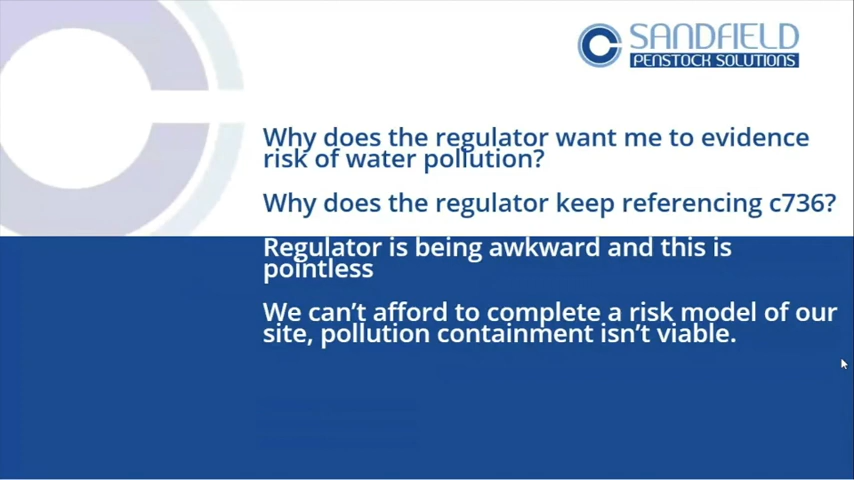 SANDFIELD
PENSTOCK SOLUTIONS
Why does the regulator want me to evidence
risk of water pollution?
Why does the regulator keep referencing c736?
Regulator is being awkward and this is
pointless
We can’t afford to complete a risk model of our
site, pollution containment isn’t viable.